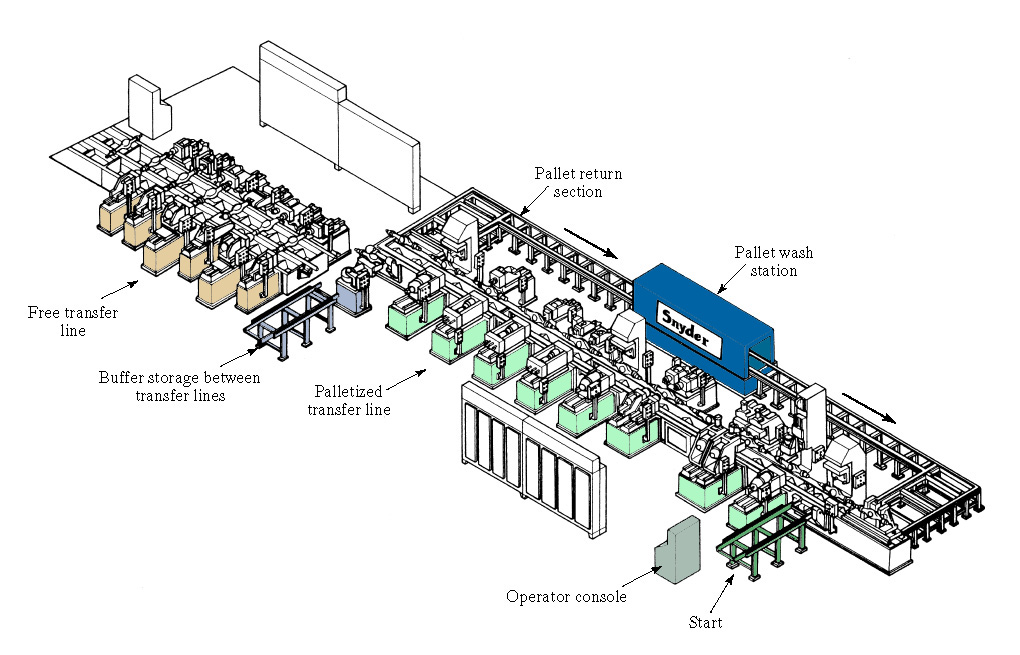 Pallet return
section
Pallet wash
station
Snyder
Free transfer
line
Buffer storage between
transfer lines
Palletized
transfer line
Operator console
Start